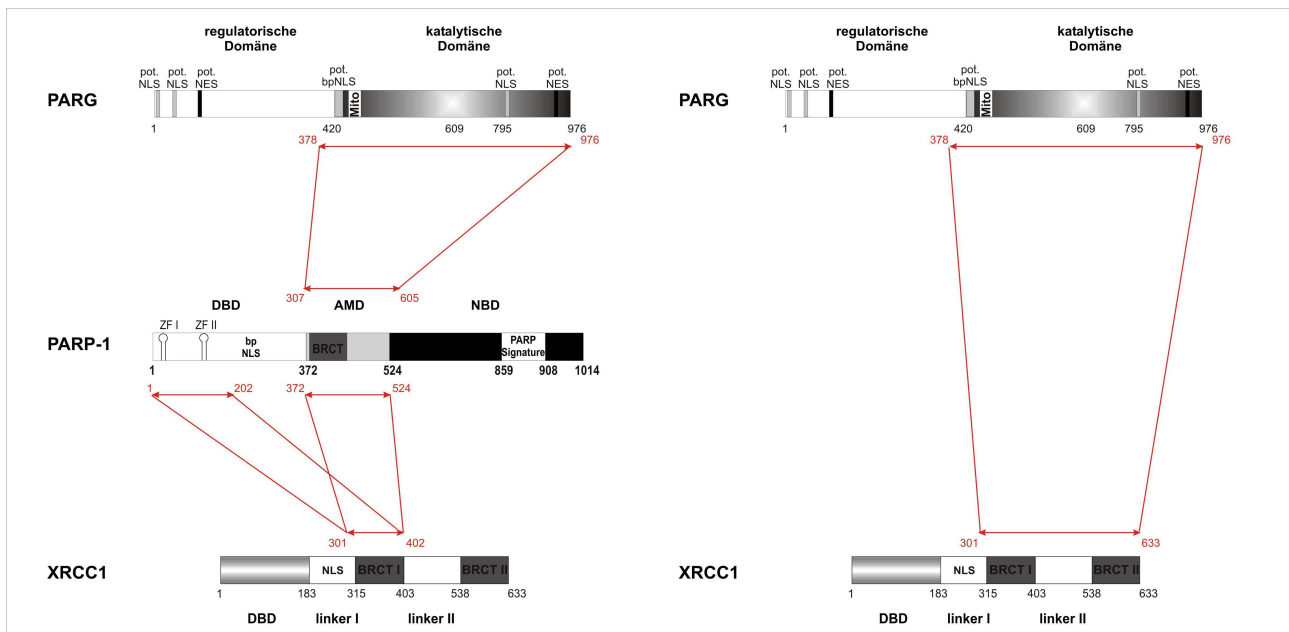 regulatorische
Domäne
katalytische
Domäne
pot.
NLS
pot.
NLS
pot.
NES
pot.
bpNLS
pot.
NLS
pot.
NES
PARG
Mito
1
420
609
795
976
378
976
307
605
DBD
AMD
NBD
ZF I
ZF II
PARP-1
bp
NLS
BRCT
PARP
Signature
1
372
524
859
908
1014
1
202
372
524
301
402
XRCC1
NLS
BRCT I
BRCT II
1
183
315
403
538
633
DBD
linker I
linker II
regulatorische
Domäne
katalytische
Domäne
pot.
NLS
pot.
NLS
pot.
NES
pot.
bpNLS
pot.
NLS
pot.
NES
PARG
Mito
1
420
609
795
976
378
976
301
633
XRCC1
NLS
BRCT I
BRCT II
1
183
315
403
538
633
DBD
linker I
linker II